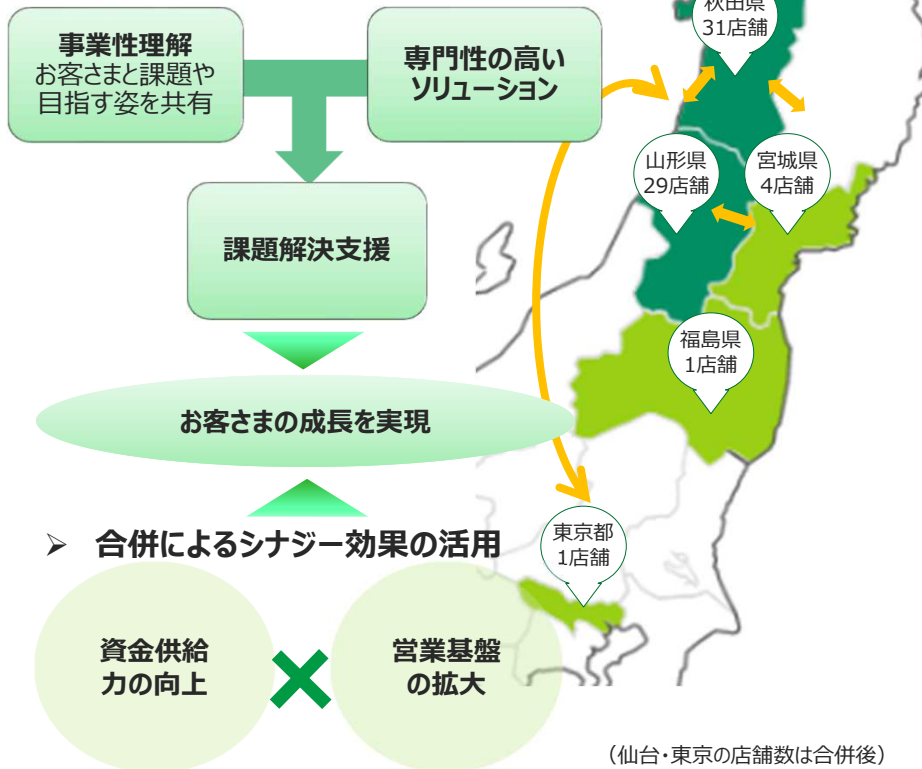 事業性理解
お客さまと課題や
目指す姿を共有
専門性の高い
ソリューション
課題解決支援
お客さまの成長を実現
➢ 合併によるシナジー効果の活用
資金供給
力の向上
×
営業基盤
の拡大
秋田県
31店舗
山形県
29店舗
宮城県
4店舗
福島県
1店舗
東京都
1店舗
（仙台・東京の店舗数は合併後）